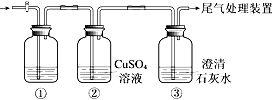 尾气处理装置
CuSO₄
溶液
澄清
石灰水
① ② ③